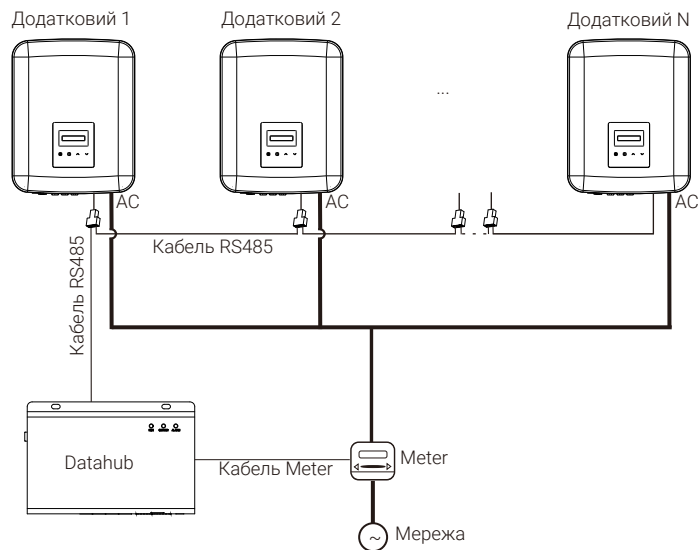 Додатковий 1
Додатковий 2
Додатковий N
...
AC
AC
AC
Кабель RS485
Кабель RS485
Datahub
Кабель Meter
Meter
~
Мережа